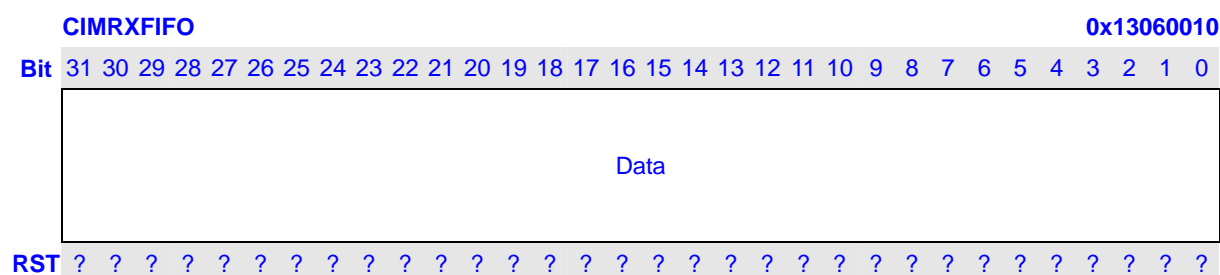 CIMRXFIFO 0x13060010
Bit 31 30 29 28 27 26 25 24 23 22 21 20 19 18 17 16 15 14 13 12 11 10 9 8 7 6 5 4 3 2 1 0
Data
RST ? ? ? ? ? ? ? ? ? ? ? ? ? ? ? ? ? ? ? ? ? ? ? ? ? ? ? ? ? ? ? ?